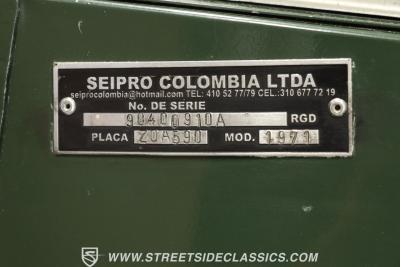 SEIPRO COLOMBIA LTDA
seiprocolombia@hotmail.com TEL: 410 52 77/79 CEL.:310 677 72 19
No. DE SERIE
90400910A RGD
PLACA ZOA590 MOD. 1971
WWW.STREETSIDECLASSICS.COM